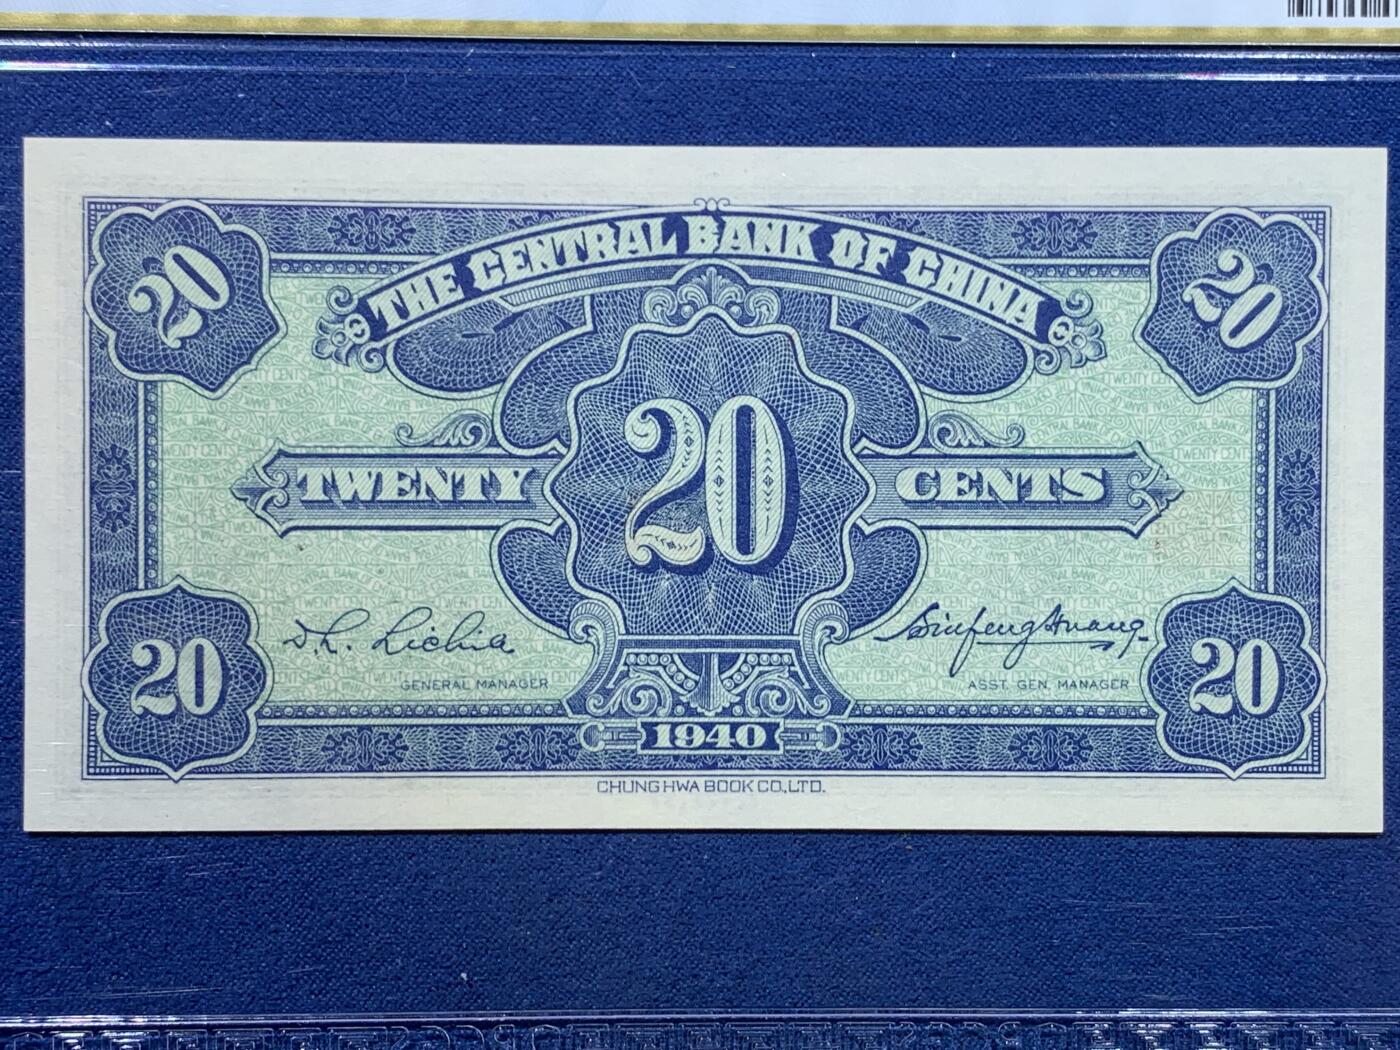 THE CENTRAL BANK OF CHINA
20
20
20
TWENTY
CENTS
D.K. Lichia
GENERAL MANAGER
ASST. GEN. MANAGER
20
20
1940
CHUNG HWA BOOK CO., LTD.